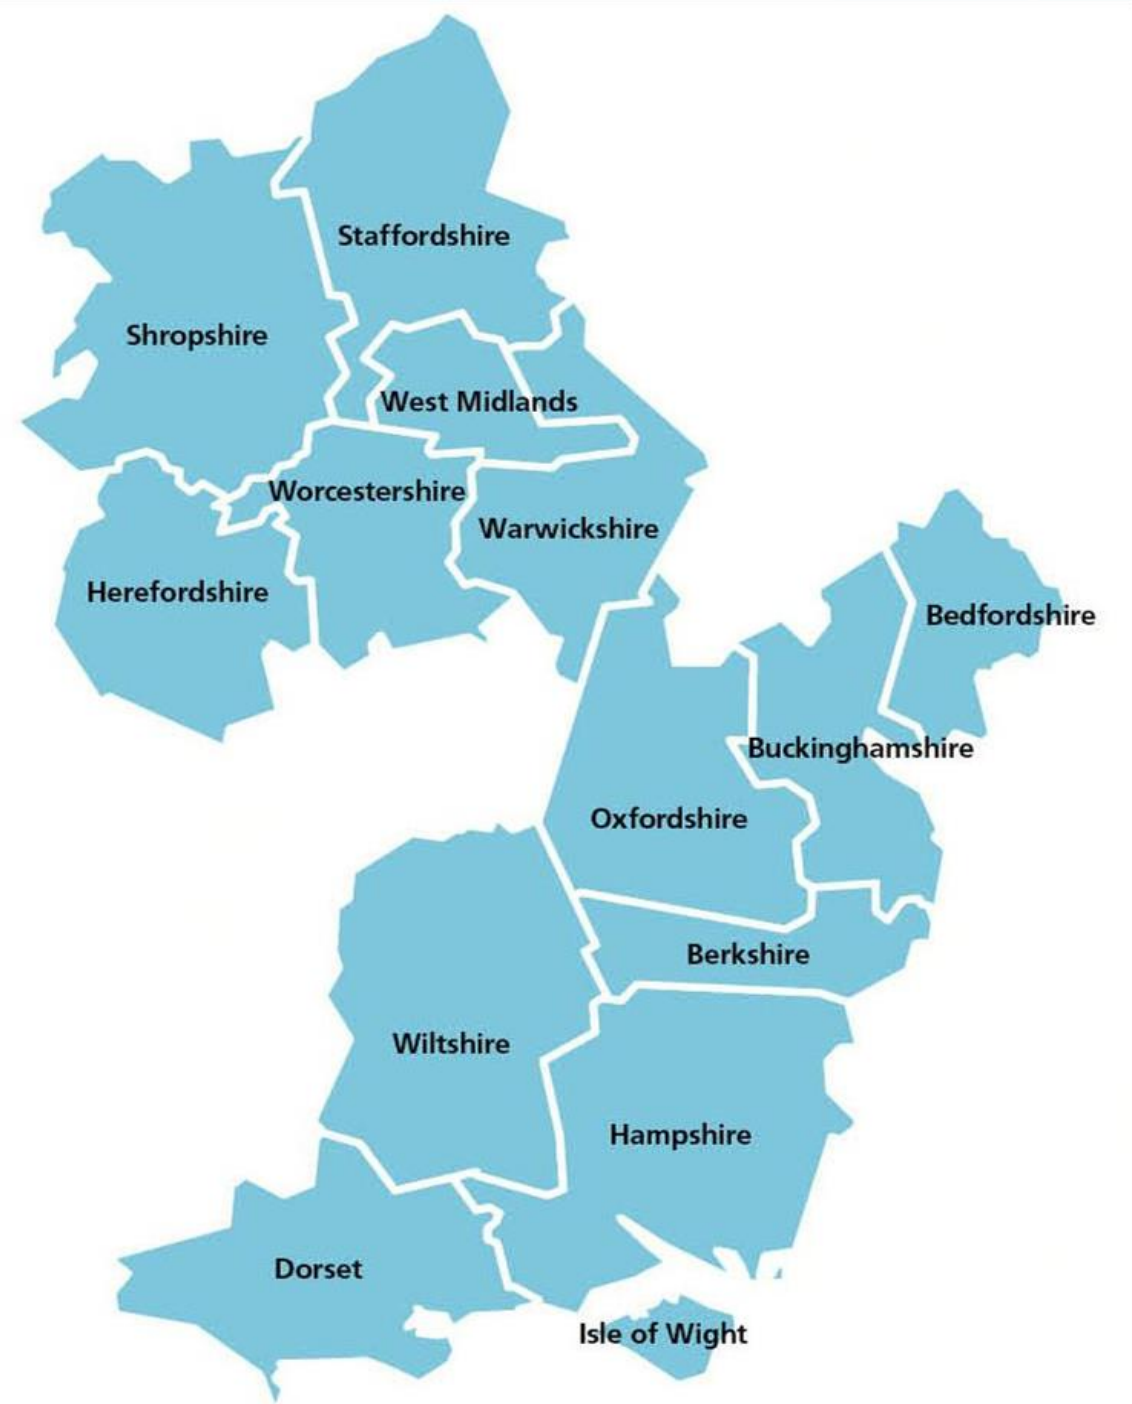 Staffordshire
Shropshire
West Midlands
Worcestershire
Warwickshire
Herefordshire
Bedfordshire
Buckinghamshire
Oxfordshire
Berkshire
Wiltshire
Hampshire
Dorset
Isle of Wight